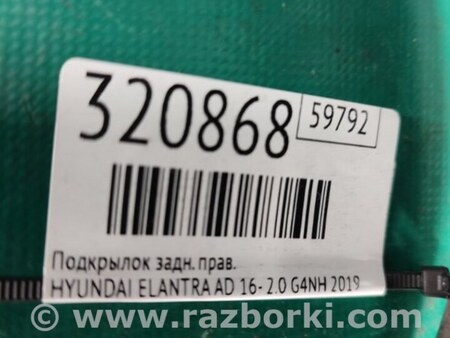 320868
59792
Подкрылок задн. прав.
HYUNDAI ELANTRA AD 16- 2.0 G4NH 2019
www.razborki.com